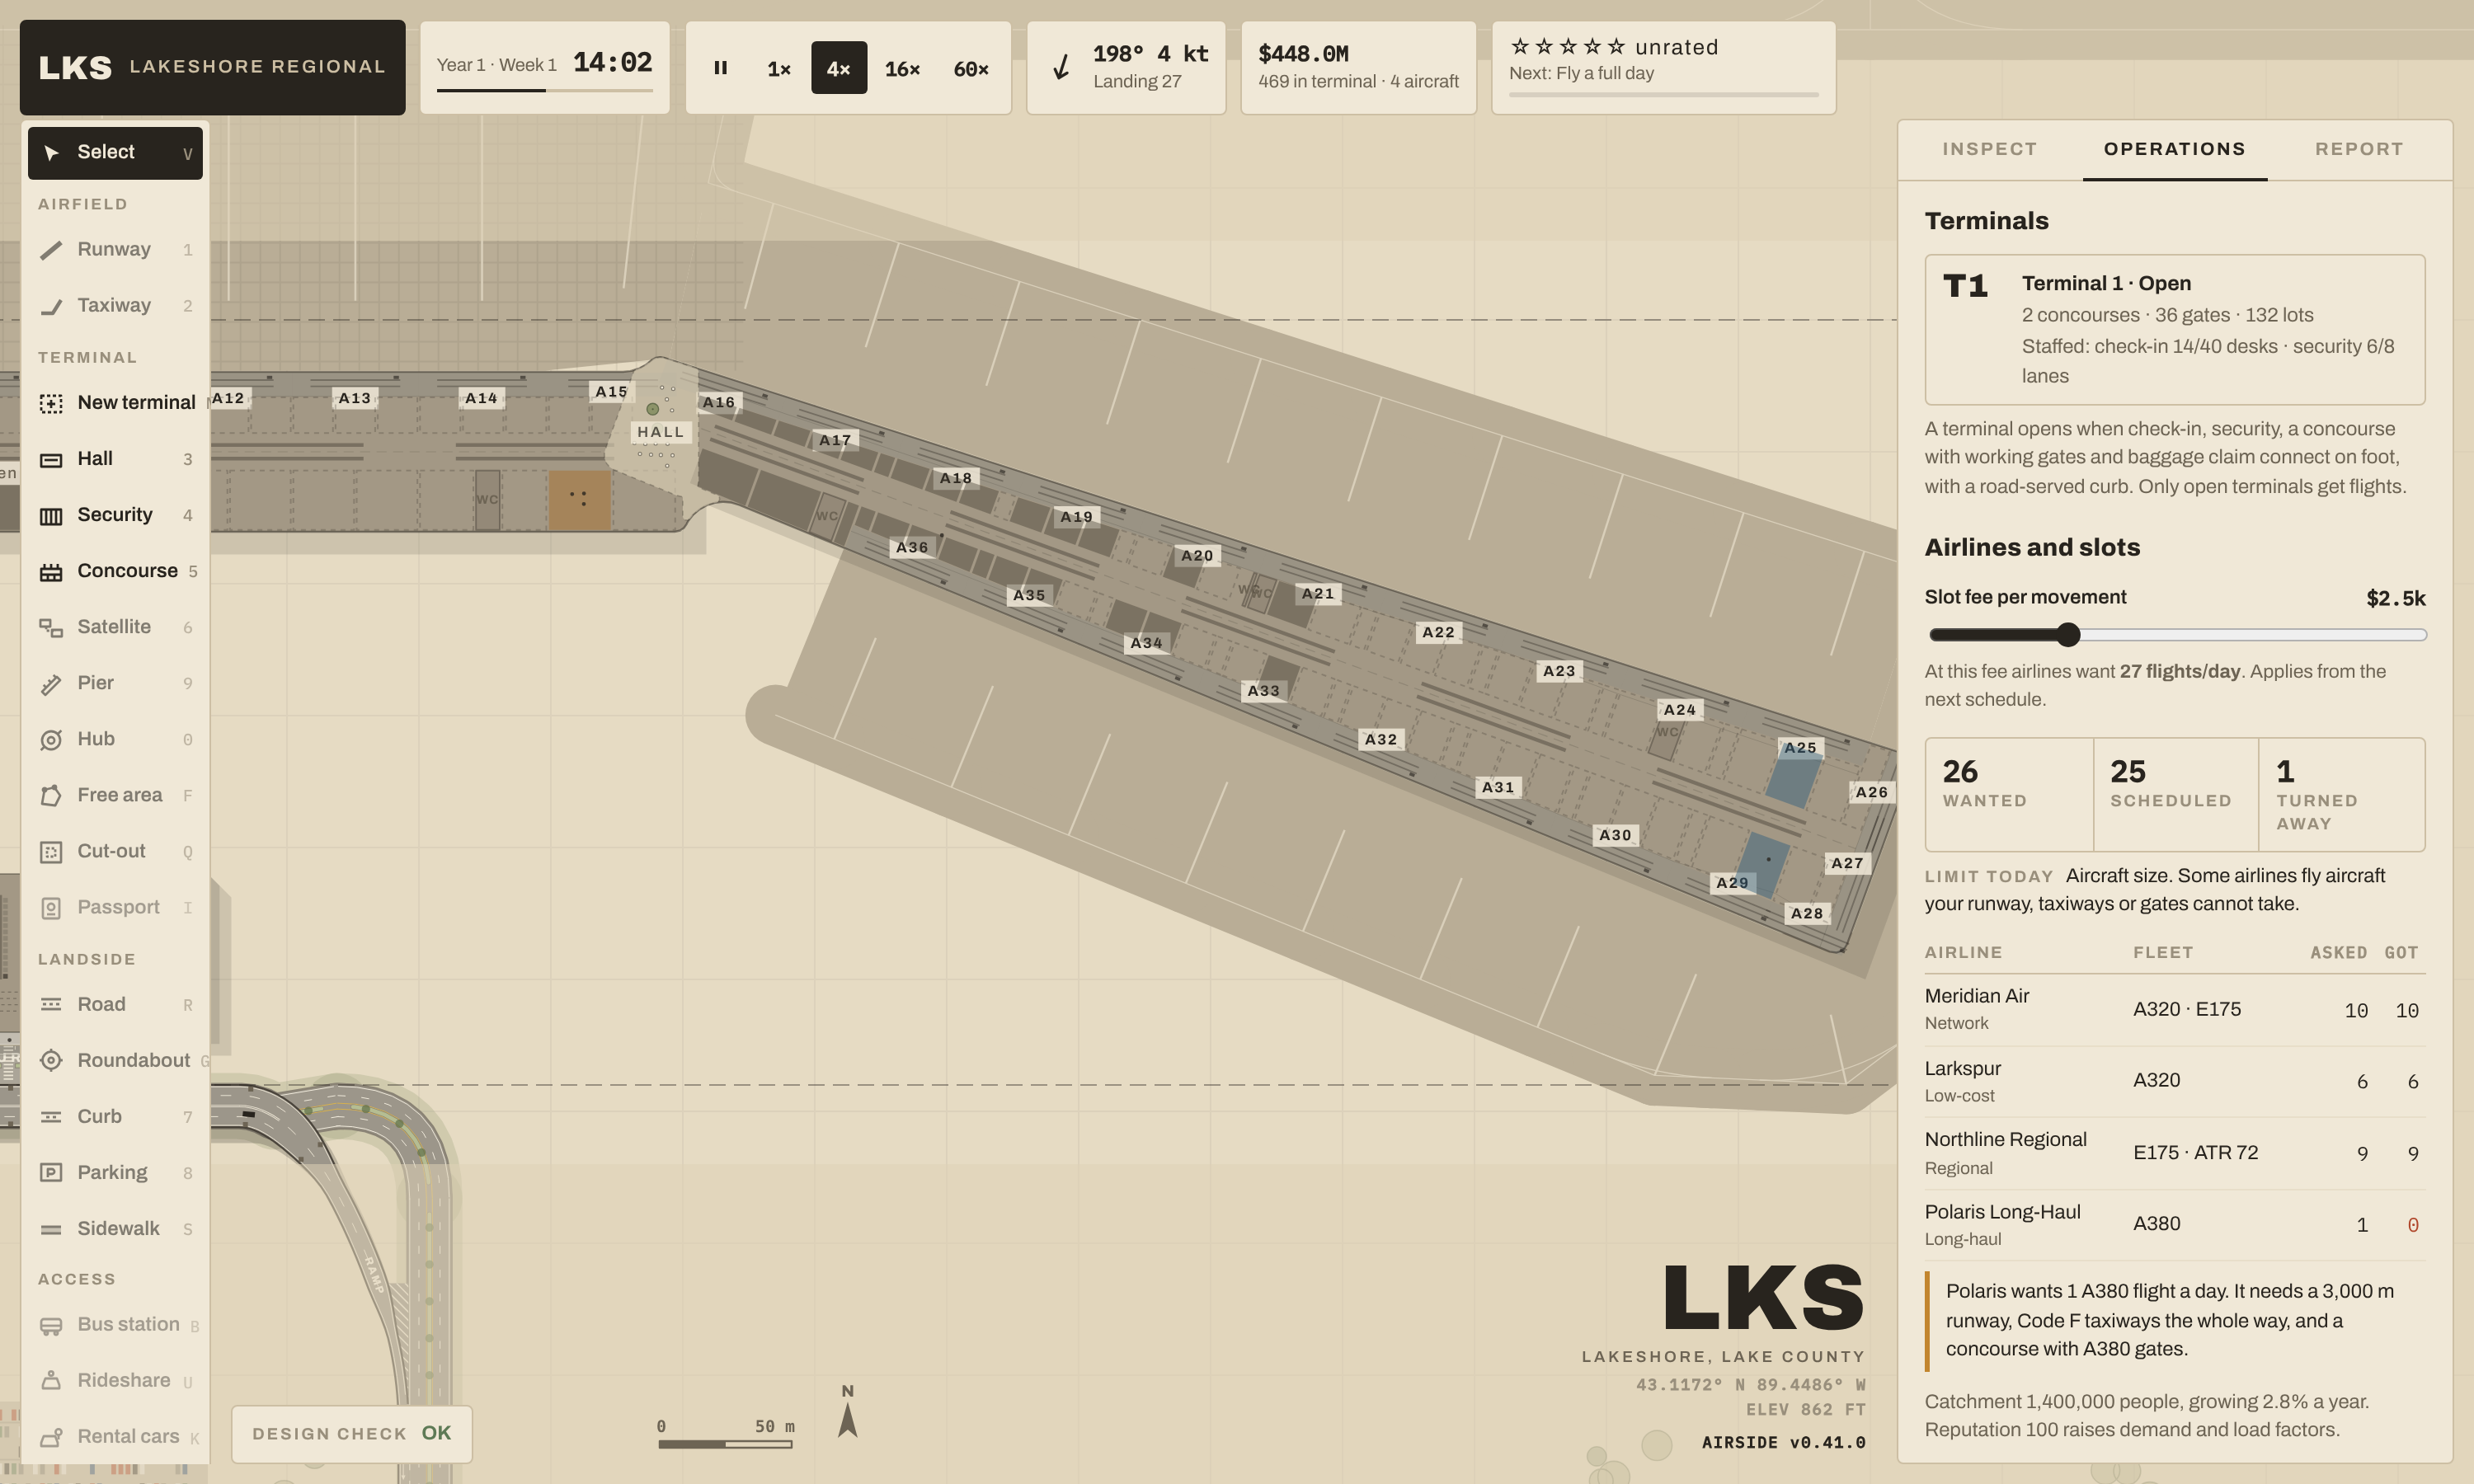 LKS LAKESHORE REGIONAL
Year 1 · Week 1 14:02
1× 4× 16× 60×
198° 4 kt
Landing 27
$448.0M
469 in terminal · 4 aircraft
☆☆☆☆☆ unrated
Next: Fly a full day
Select V
AIRFIELD
Runway 1
Taxiway 2
TERMINAL
New terminal
Hall 3
Security 4
Concourse 5
Satellite 6
Pier 9
Hub 0
Free area F
Cut-out Q
Passport I
LANDSIDE
Road R
Roundabout G
Curb 7
Parking 8
Sidewalk S
ACCESS
Bus station B
Rideshare U
Rental cars K
A12
A13
A14
A15
HALL
A16
A17
A18
A19
A20
A21
A22
A23
A24
A25
A26
A27
A28
A29
A30
A31
A32
A33
A34
A35
A36
WC
WC
WC
WC
WC
RAMP
DESIGN CHECK OK
0 50 m
N
LKS
LAKESHORE, LAKE COUNTY
43.1172° N 89.4486° W
ELEV 862 FT
AIRSIDE v0.41.0
INSPECT OPERATIONS REPORT
Terminals
T1
Terminal 1 · Open
2 concourses · 36 gates · 132 lots
Staffed: check-in 14/40 desks · security 6/8
lanes
A terminal opens when check-in, security, a concourse
with working gates and baggage claim connect on foot,
with a road-served curb. Only open terminals get flights.
Airlines and slots
Slot fee per movement $2.5k
At this fee airlines want 27 flights/day. Applies from the
next schedule.
26 WANTED
25 SCHEDULED
1 TURNED
AWAY
LIMIT TODAY Aircraft size. Some airlines fly aircraft
your runway, taxiways or gates cannot take.
AIRLINE FLEET ASKED GOT
Meridian Air A320 · E175 10 10
Network
Larkspur A320 6 6
Low-cost
Northline Regional E175 · ATR 72 9 9
Regional
Polaris Long-Haul A380 1 0
Long-haul
Polaris wants 1 A380 flight a day. It needs a 3,000 m
runway, Code F taxiways the whole way, and a
concourse with A380 gates.
Catchment 1,400,000 people, growing 2.8% a year.
Reputation 100 raises demand and load factors.